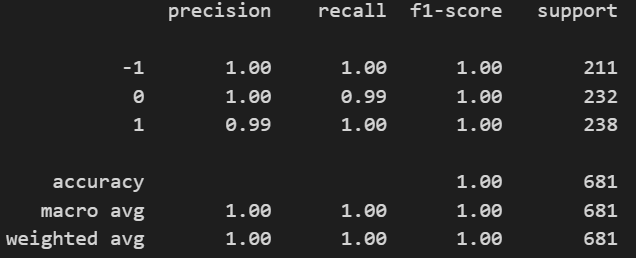 precision recall f1-score support
-1 1.00 1.00 1.00 211
0 1.00 0.99 1.00 232
1 0.99 1.00 1.00 238
accuracy 1.00 681
macro avg 1.00 1.00 1.00 681
weighted avg 1.00 1.00 1.00 681